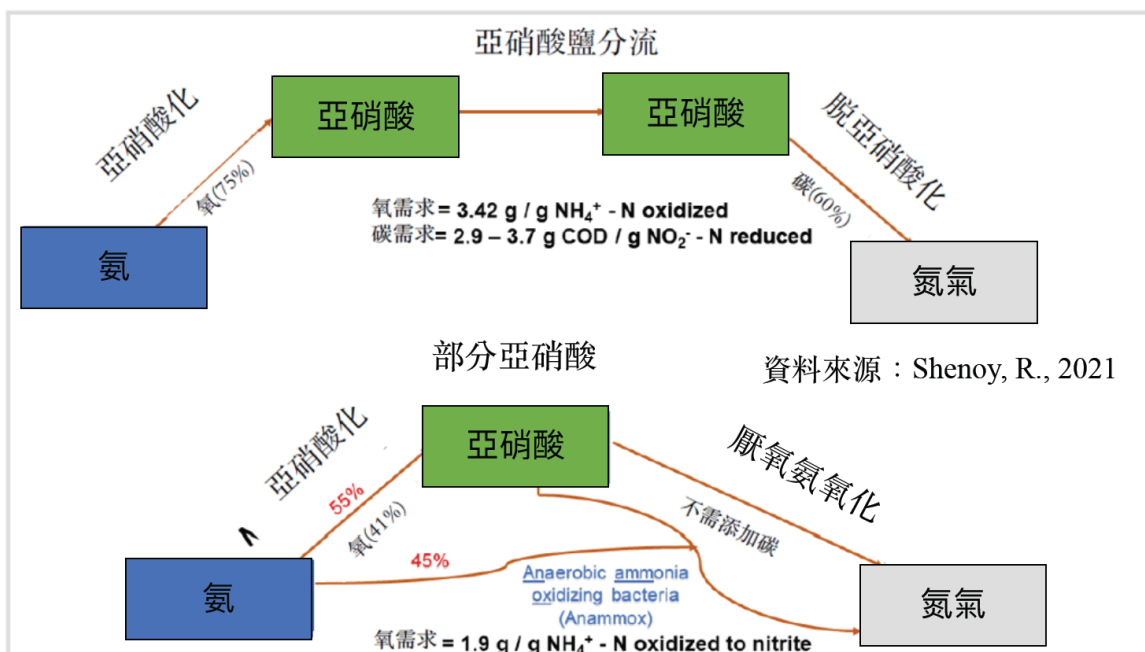 亞硝酸鹽分流
亞硝酸化
氧(75%)
亞硝酸
亞硝酸
脱亞硝酸化
碳(60%)
氧需求= 3.42 g / g NH₄⁺ - N oxidized
碳需求= 2.9 – 3.7 g COD / g NO₂⁻ - N reduced
氨
氮氣
部分亞硝酸
資料來源：Shenoy, R., 2021
亞硝酸化
55%
氧(41%)
亞硝酸
厭氧氨氧化
不需添加碳
氨
45%
Anaerobic ammonia
oxidizing bacteria
(Anammox)
氮氣
氧需求 = 1.9 g / g NH₄⁺ - N oxidized to nitrite